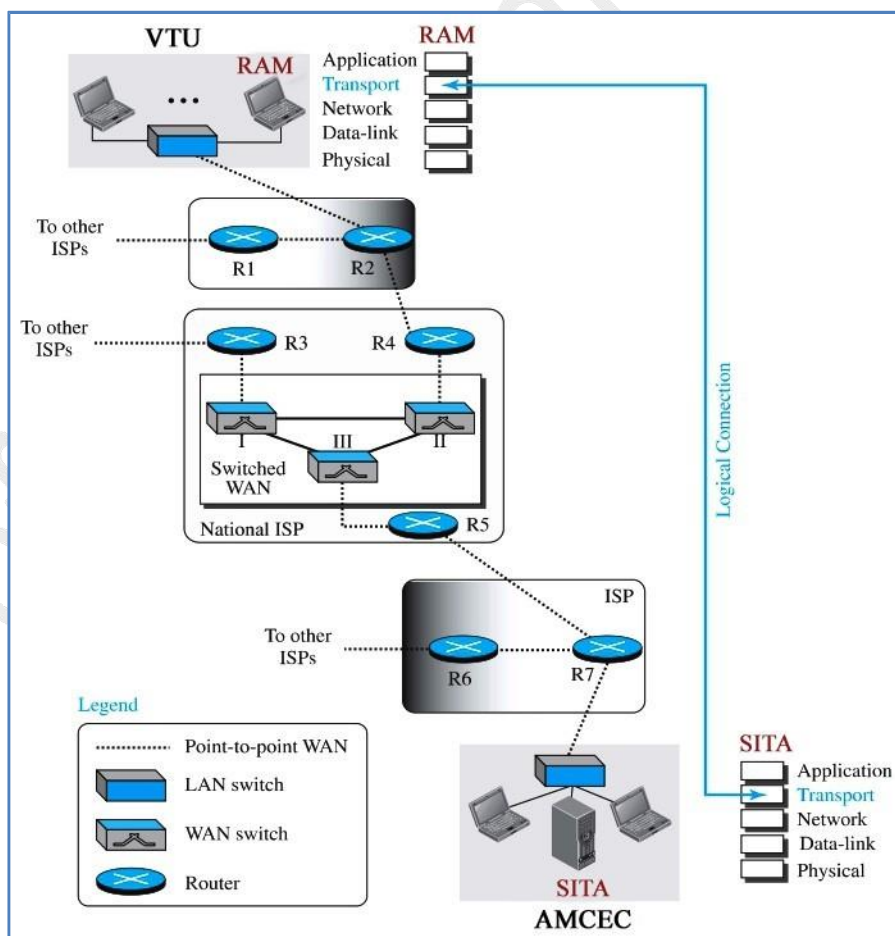 VTU
RAM
• • •
RAM
Application
Transport
Network
Data-link
Physical
To other
ISPs
R1
R2
To other
ISPs
R3
R4
I
III
II
Switched
WAN
National ISP
R5
Logical Connection
ISP
To other
ISPs
R6
R7
Legend
Point-to-point WAN
LAN switch
WAN switch
Router
SITA
AMCEC
SITA
Application
Transport
Network
Data-link
Physical